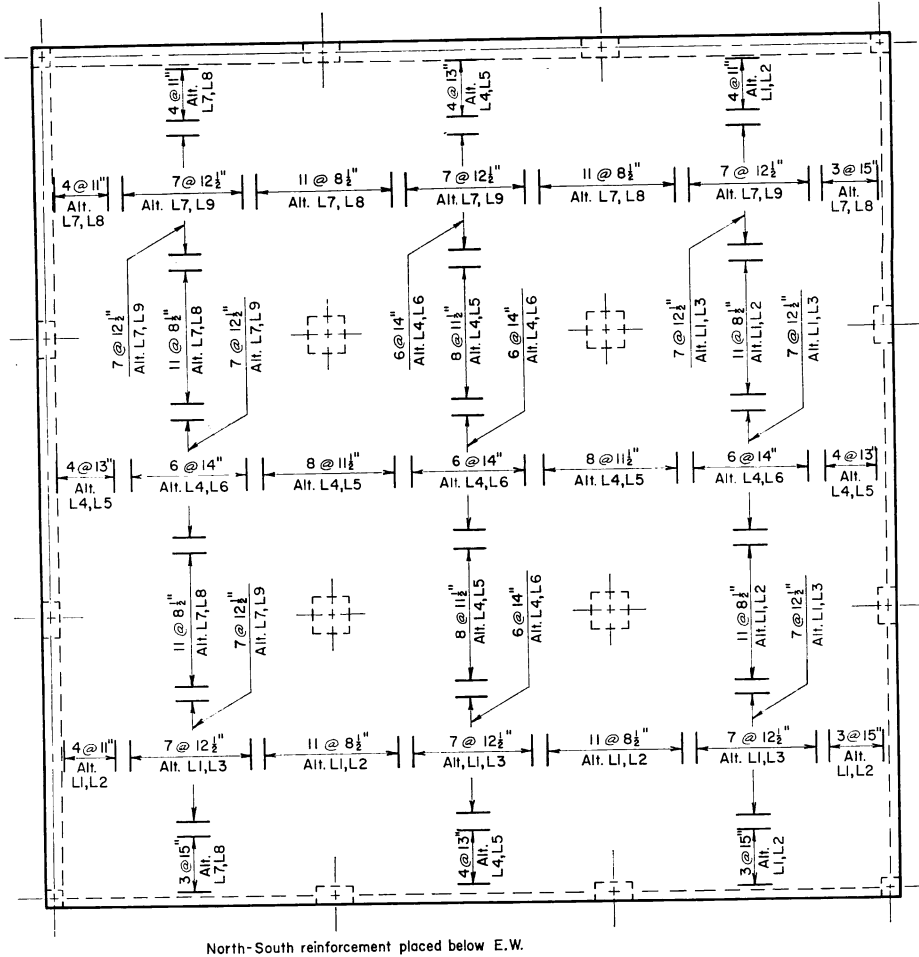 4 @ 11"
Alt.
L7, L8
4 @ 13"
Alt.
L4, L5
4 @ 11"
Alt.
L1, L2
4 @ 11"
Alt.
L7, L8
7 @ 12½"
Alt. L7, L9
11 @ 8½"
Alt. L7, L8
7 @ 12½"
Alt. L7, L9
11 @ 8½"
Alt. L7, L8
7 @ 12½"
Alt. L7, L9
3 @ 15"
Alt.
L7, L8
7 @ 12½"
Alt. L7, L9
11 @ 8½"
Alt. L7, L8
7 @ 12½"
Alt. L7, L9
6 @ 14"
Alt. L4, L6
8 @ 11½"
Alt. L4, L5
6 @ 14"
Alt. L4, L6
7 @ 12½"
Alt. L1, L3
11 @ 8½"
Alt. L1, L2
7 @ 12½"
Alt. L1, L3
4 @ 13"
Alt.
L4, L5
6 @ 14"
Alt. L4, L6
8 @ 11½"
Alt. L4, L5
6 @ 14"
Alt. L4, L6
8 @ 11½"
Alt. L4, L5
6 @ 14"
Alt. L4, L6
4 @ 13"
Alt.
L4, L5
11 @ 8½"
Alt. L7, L8
7 @ 12½"
Alt. L7, L9
8 @ 11½"
Alt. L4, L5
6 @ 14"
Alt. L4, L6
11 @ 8½"
Alt. L1, L2
7 @ 12½"
Alt. L1, L3
4 @ 11"
Alt.
L1, L2
7 @ 12½"
Alt. L1, L3
11 @ 8½"
Alt. L1, L2
7 @ 12½"
Alt, L1, L3
11 @ 8½"
Alt. L1, L2
7 @ 12½"
Alt. L1, L3
3 @ 15"
Alt.
L1, L2
3 @ 15"
Alt.
L7, L8
4 @ 13"
Alt.
L4, L5
3 @ 15"
Alt.
L1, L2
North-South reinforcement placed below E.W.